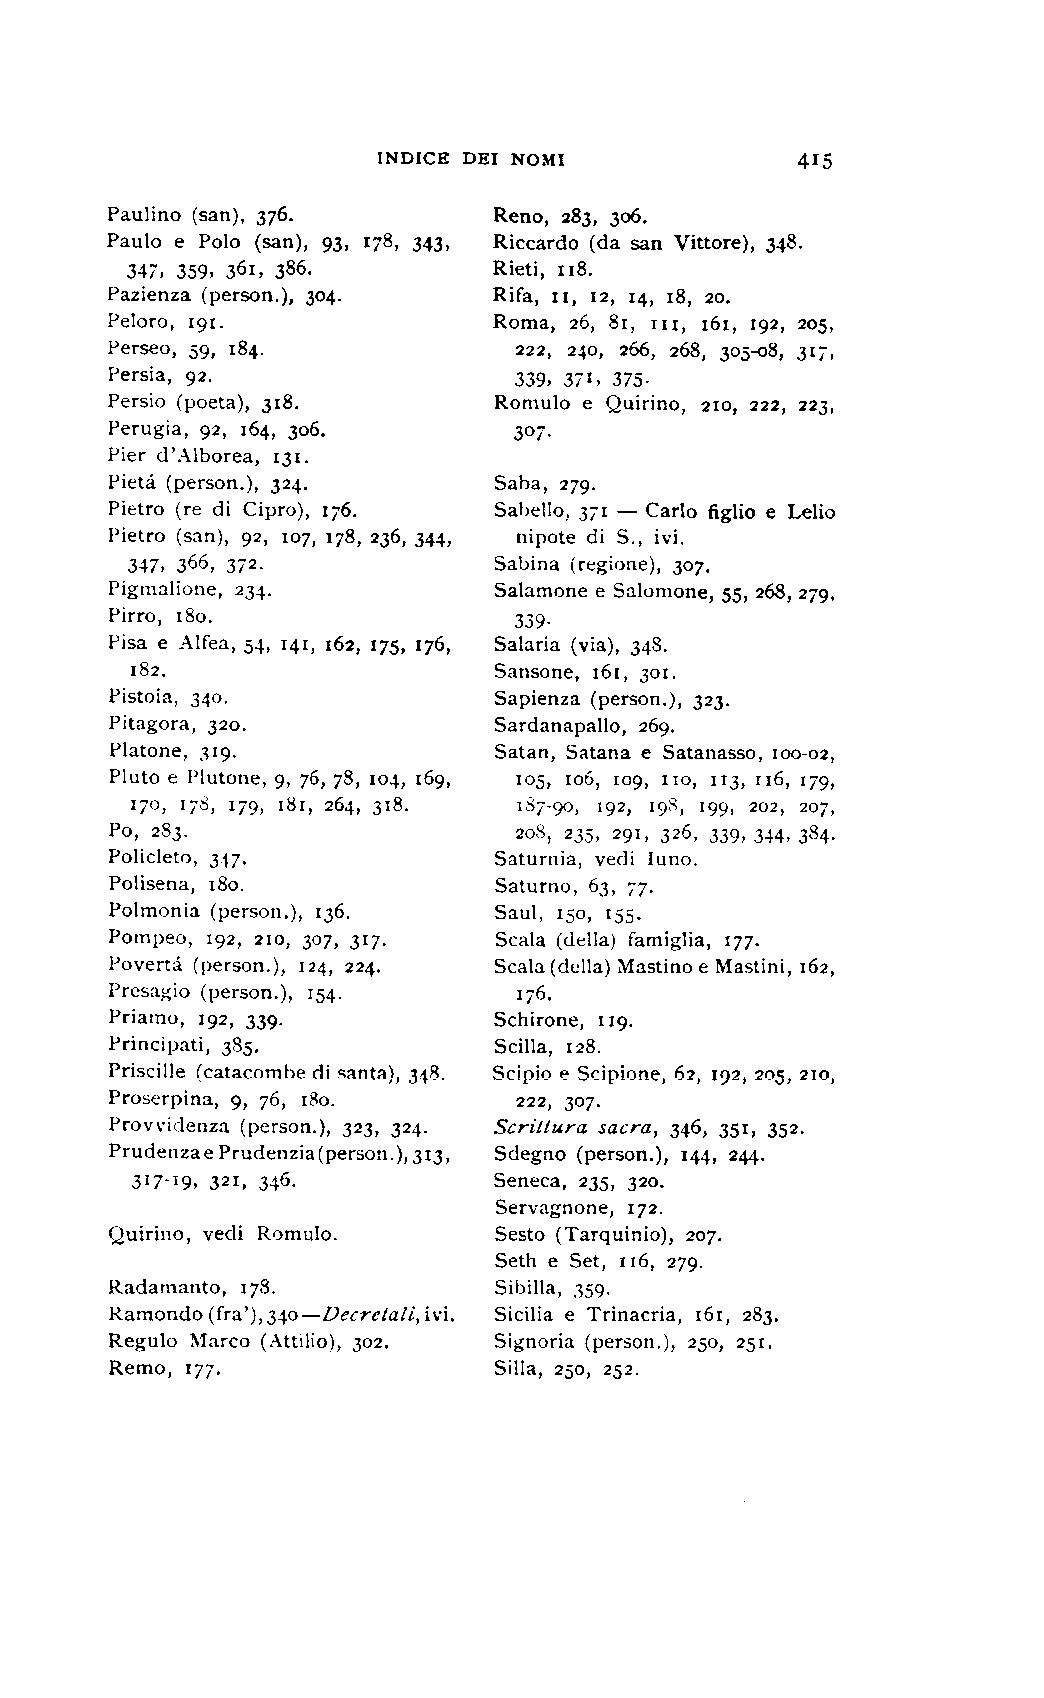 INDICE DEI NOMI 415
Paulino (san), 376.
Paulo e Polo (san), 93, 178, 343,
347, 359, 361, 386.
Pazienza (person.), 304.
Peloro, 191.
Perseo, 59, 184.
Persia, 92.
Persio (poeta), 318.
Perugia, 92, 164, 306.
Pier d'Alborea, 131.
Pietá (person.), 324.
Pietro (re di Cipro), 176.
Pietro (san), 92, 107, 178, 236, 344,
347, 366, 372.
Pigmalione, 234.
Pirro, 180.
Pisa e Alfea, 54, 141, 162, 175, 176,
182.
Pistoia, 340.
Pitagora, 320.
Platone, 319.
Pluto e Plutone, 9, 76, 78, 104, 169,
170, 178, 179, 181, 264, 318.
Po, 283.
Policleto, 347.
Polisena, 180.
Polmonia (person.), 136.
Pompeo, 192, 210, 307, 317.
Povertá (person.), 124, 224.
Presagio (person.), 154.
Priamo, 192, 339.
Principati, 385.
Priscille (catacombe di santa), 348.
Proserpina, 9, 76, 180.
Provvidenza (person.), 323, 324.
Prudenza e Prudenzia (person.), 313,
317-19, 321, 346.
Quirino, vedi Romulo.
Radamanto, 178.
Ramondo (fra'), 340 — Decretali, ivi.
Regulo Marco (Attilio), 302.
Remo, 177.
Reno, 283, 306.
Riccardo (da san Vittore), 348.
Rieti, 118.
Rifa, 11, 12, 14, 18, 20.
Roma, 26, 81, 111, 161, 192, 205,
222, 240, 266, 268, 305-08, 317,
339, 371, 375.
Romulo e Quirino, 210, 222, 223,
307.
Saba, 279.
Sabello, 371 — Carlo figlio e Lelio
nipote di S., ivi.
Sabina (regione), 307.
Salamone e Salomone, 55, 268, 279,
339.
Salaria (via), 348.
Sansone, 161, 301.
Sapienza (person.), 323.
Sardanapallo, 269.
Satan, Satana e Satanasso, 100-02,
105, 106, 109, 110, 113, 116, 179,
187-90, 192, 198, 199, 202, 207,
208, 235, 291, 326, 339, 344, 384.
Saturnia, vedi Iuno.
Saturno, 63, 77.
Saul, 150, 155.
Scala (della) famiglia, 177.
Scala (della) Mastino e Mastini, 162,
176.
Schirone, 119.
Scilla, 128.
Scipio e Scipione, 62, 192, 205, 210,
222, 307.
Scrittura sacra, 346, 351, 352.
Sdegno (person.), 144, 244.
Seneca, 235, 320.
Servagnone, 172.
Sesto (Tarquinio), 207.
Seth e Set, 116, 279.
Sibilla, 359.
Sicilia e Trinacria, 161, 283.
Signoria (person.), 250, 251.
Silla, 250, 252.